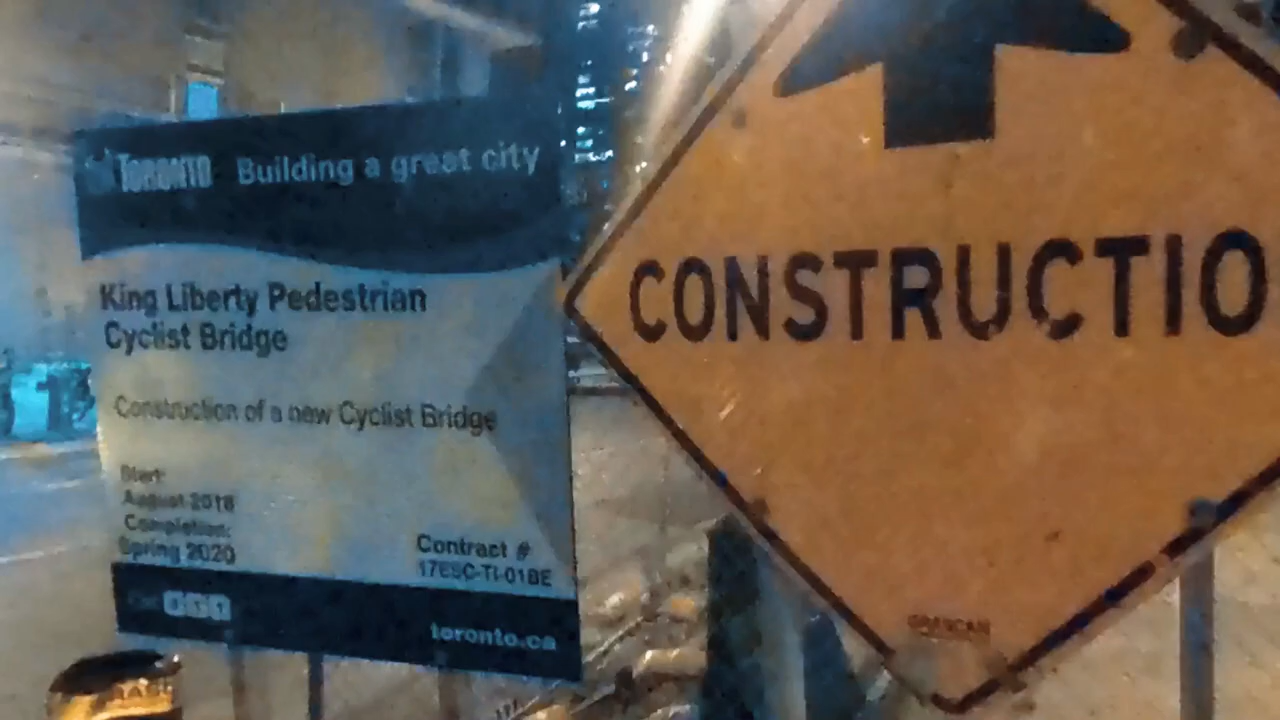 TORONTO Building a great city
King Liberty Pedestrian
Cyclist Bridge
Construction of a new Cyclist Bridge
Start:
August 2018
Completion:
Spring 2020
Contract #
17ESC-TI-01BE
311
toronto.ca
CONSTRUCTIO